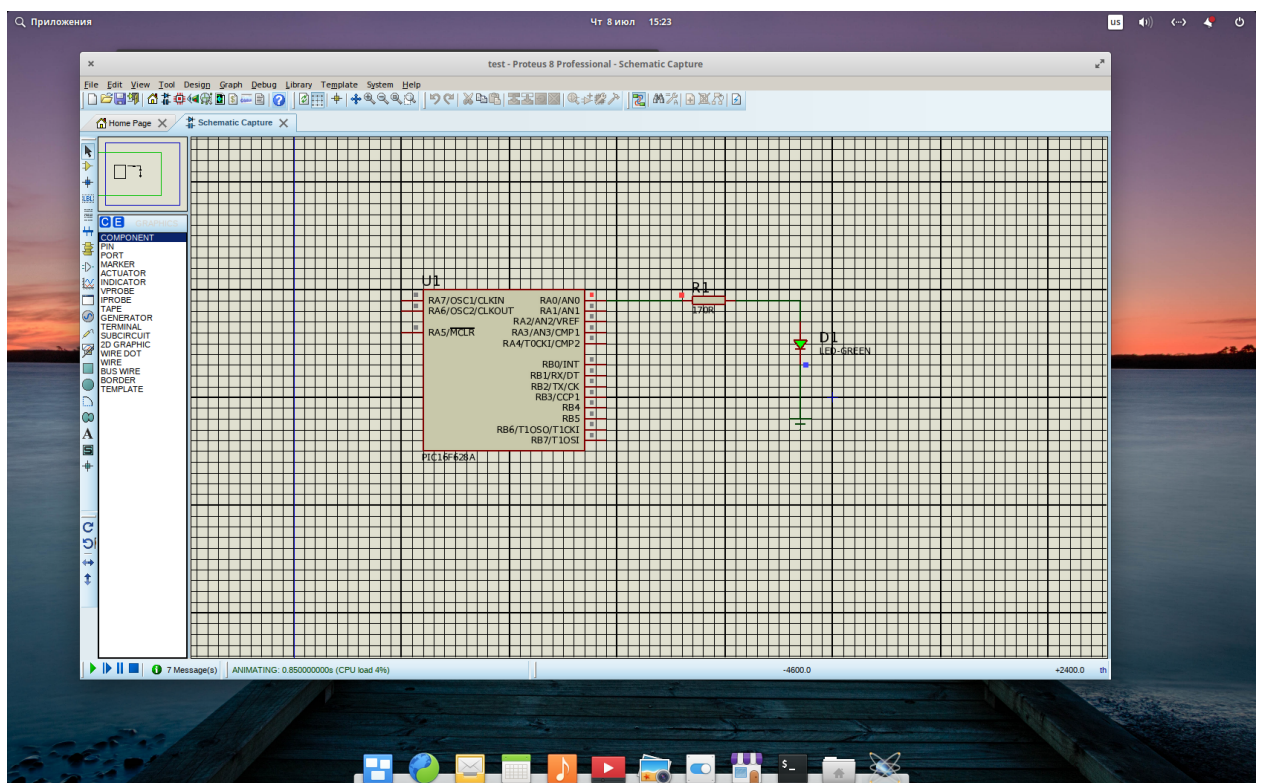 Приложения
Чт 8 июл 15:23
us
test - Proteus 8 Professional - Schematic Capture
File Edit View Tool Design Graph Debug Library Template System Help
Home Page
Schematic Capture
LBL
C E GRAPHICS
COMPONENT
PIN
PORT
MARKER
ACTUATOR
INDICATOR
VPROBE
IPROBE
TAPE
GENERATOR
TERMINAL
SUBCIRCUIT
2D GRAPHIC
WIRE DOT
WIRE
BUS WIRE
BORDER
TEMPLATE
A
S
U1
RA7/OSC1/CLKIN
RA6/OSC2/CLKOUT
RA5/MCLR
RA0/AN0
RA1/AN1
RA2/AN2/VREF
RA3/AN3/CMP1
RA4/T0CKI/CMP2
RB0/INT
RB1/RX/DT
RB2/TX/CK
RB3/CCP1
RB4
RB5
RB6/T1OSO/T1CKI
RB7/T1OSI
PIC16F628A
R1
170R
D1
LED-GREEN
7 Message(s)
ANIMATING: 0.850000000s (CPU load 4%)
-4600.0
+2400.0
th
$_